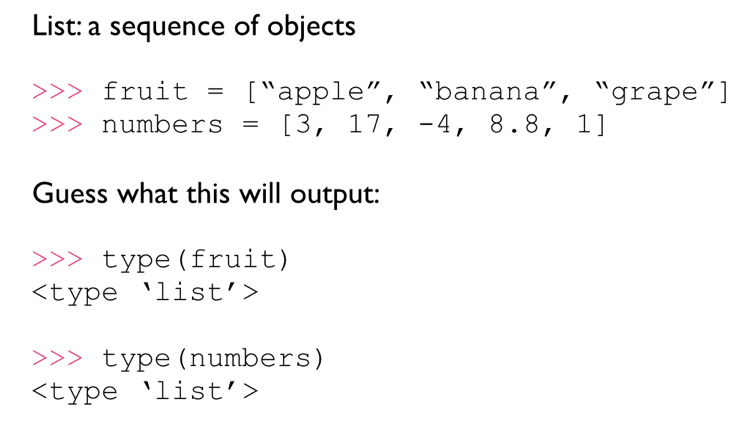 List: a sequence of objects
>>> fruit = [“apple”, “banana”, “grape”]
>>> numbers = [3, 17, -4, 8.8, 1]
Guess what this will output:
>>> type(fruit)
<type ‘list’>
>>> type(numbers)
<type ‘list’>